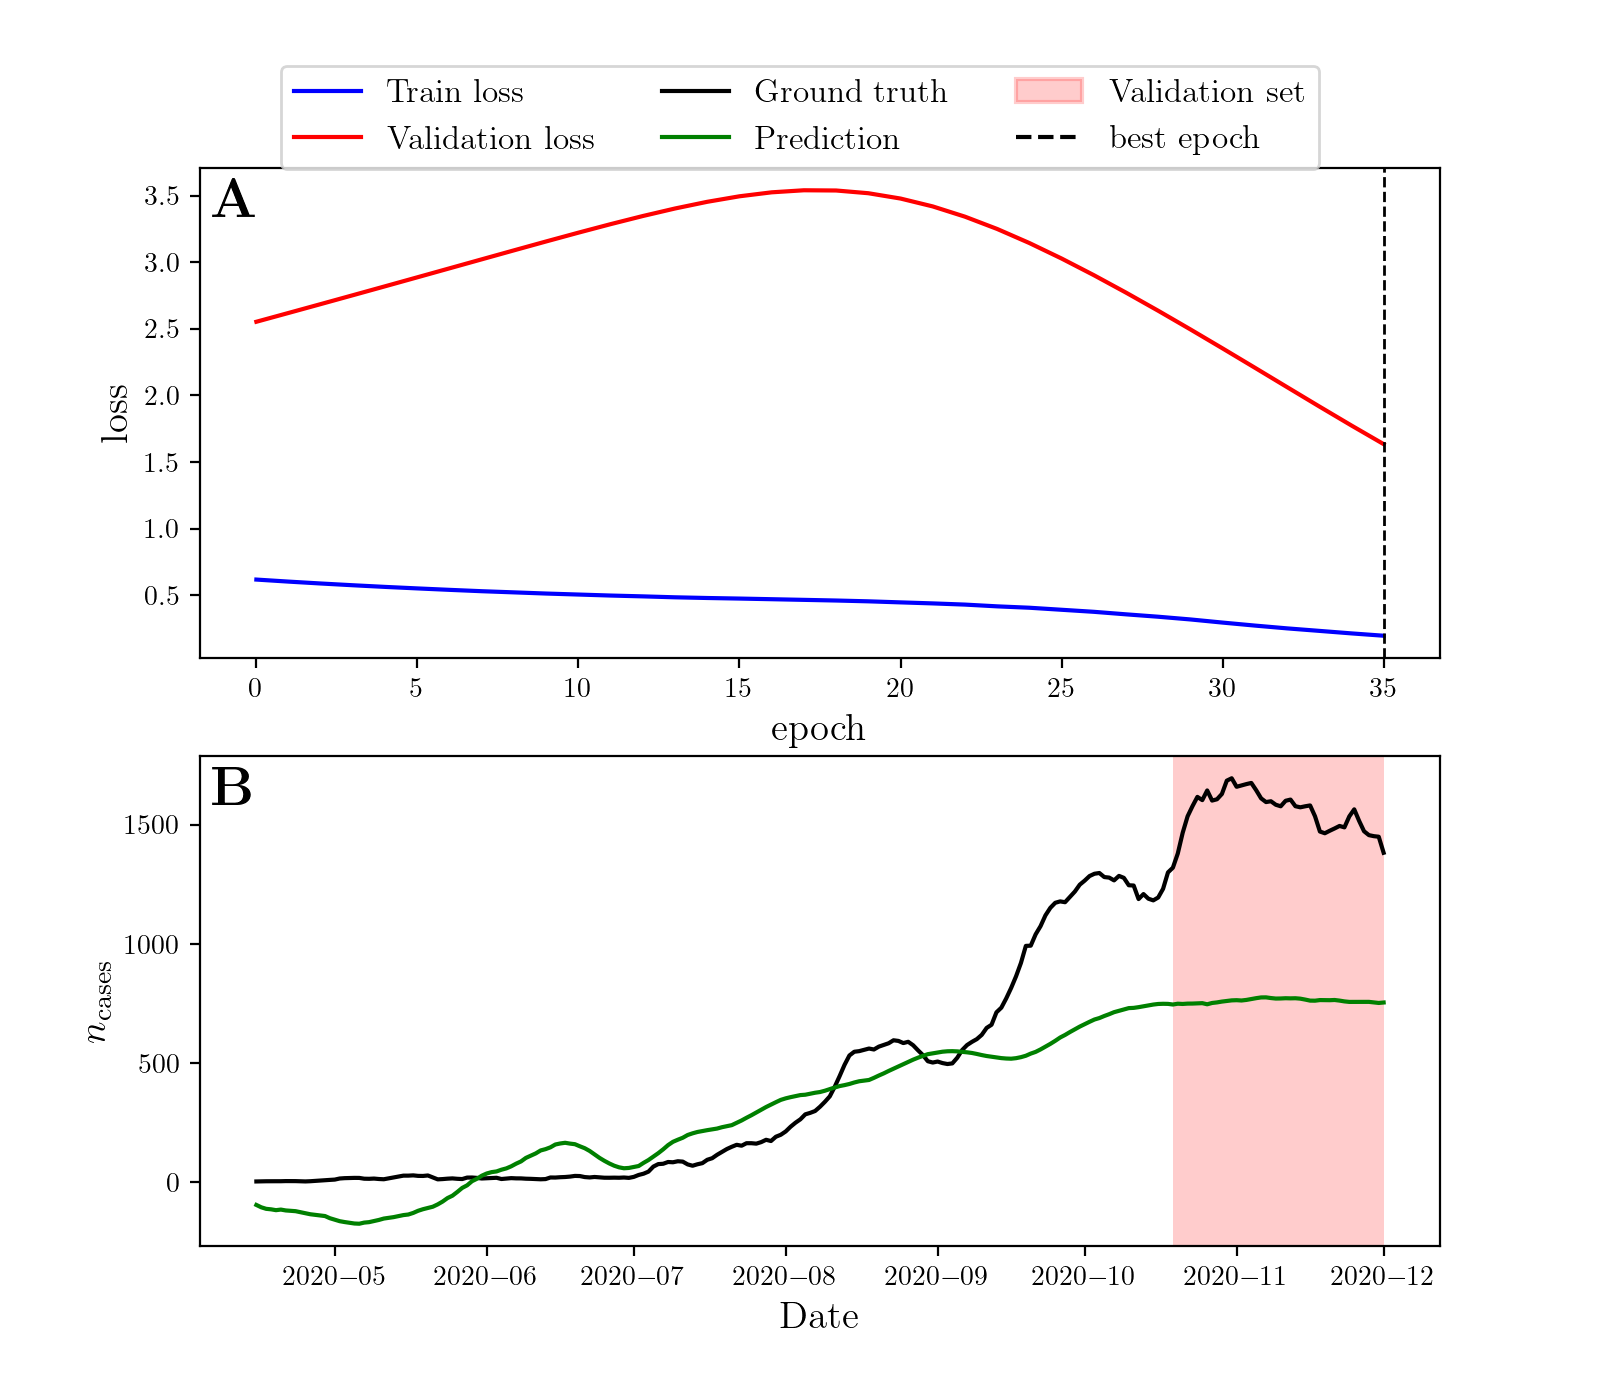 Train loss
Validation loss
Ground truth
Prediction
Validation set
best epoch
A
3.5
3.0
2.5
2.0
1.5
1.0
0.5
loss
0 5 10 15 20 25 30 35
epoch
B
1500
1000
500
0
n_cases
2020−05 2020−06 2020−07 2020−08 2020−09 2020−10 2020−11 2020−12
Date